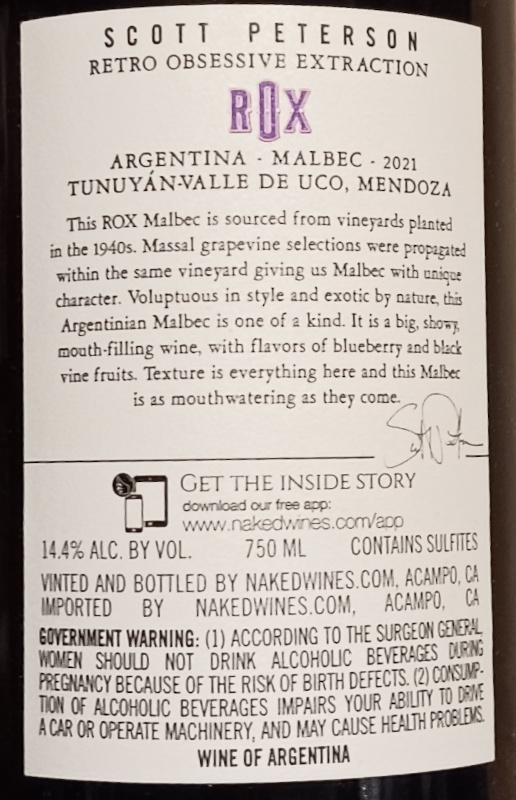 SCOTT PETERSON
RETRO OBSESSIVE EXTRACTION
ROX
ARGENTINA - MALBEC - 2021
TUNUYÁN-VALLE DE UCO, MENDOZA
This ROX Malbec is sourced from vineyards planted
in the 1940s. Massal grapevine selections were propagated
within the same vineyard giving us Malbec with unique
character. Voluptuous in style and exotic by nature, this
Argentinian Malbec is one of a kind. It is a big, showy,
mouth-filling wine, with flavors of blueberry and black
vine fruits. Texture is everything here and this Malbec
is as mouthwatering as they come.
GET THE INSIDE STORY
download our free app:
www.nakedwines.com/app
14.4% ALC. BY VOL. 750 ML CONTAINS SULFITES
VINTED AND BOTTLED BY NAKEDWINES.COM, ACAMPO, CA
IMPORTED BY NAKEDWINES.COM, ACAMPO, CA
GOVERNMENT WARNING: (1) ACCORDING TO THE SURGEON GENERAL
WOMEN SHOULD NOT DRINK ALCOHOLIC BEVERAGES DURING
PREGNANCY BECAUSE OF THE RISK OF BIRTH DEFECTS. (2) CONSUMP-
TION OF ALCOHOLIC BEVERAGES IMPAIRS YOUR ABILITY TO DRIVE
A CAR OR OPERATE MACHINERY, AND MAY CAUSE HEALTH PROBLEMS.
WINE OF ARGENTINA